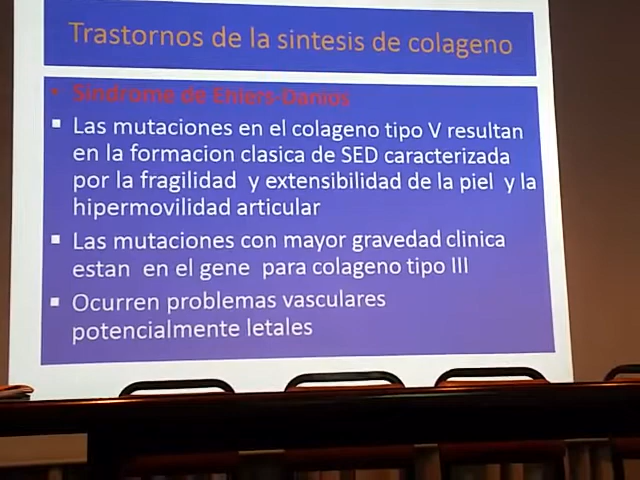 Trastornos de la sintesis de colageno
• Sindrome de Ehlers-Danlos
▪ Las mutaciones en el colageno tipo V resultan
en la formacion clasica de SED caracterizada
por la fragilidad y extensibilidad de la piel y la
hipermovilidad articular
▪ Las mutaciones con mayor gravedad clinica
estan en el gene para colageno tipo III
▪ Ocurren problemas vasculares
potencialmente letales